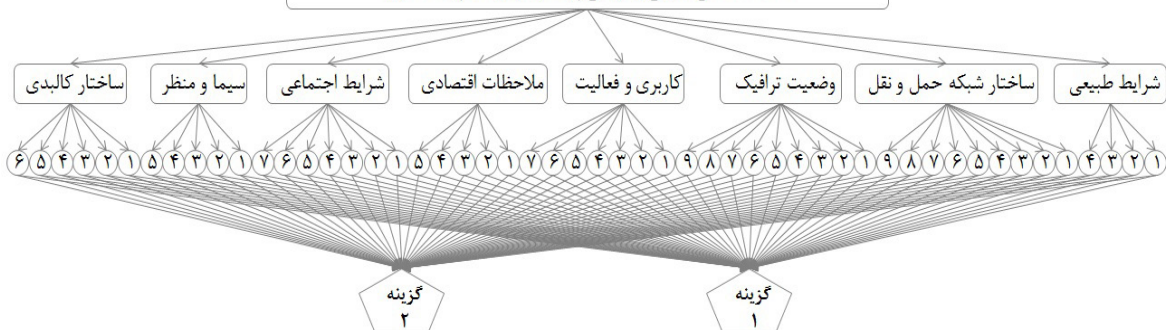 شرایط طبیعی	ساختار شبکه حمل و نقل	وضعیت ترافیک	کاربری و فعالیت	ملاحظات اقتصادی	شرایط اجتماعی	سیما و منظر	ساختار کالبدی
۱ ۲ ۳ ۴ ۱ ۲ ۳ ۴ ۵ ۶ ۷ ۸ ۹ ۱ ۲ ۳ ۴ ۵ ۶ ۷ ۸ ۹ ۱ ۲ ۳ ۴ ۵ ۶ ۷ ۱ ۲ ۳ ۴ ۵ ۱ ۲ ۳ ۴ ۵ ۶ ۷ ۱ ۲ ۳ ۴ ۵ ۱ ۲ ۳ ۴ ۵ ۶
گزینه
۱
گزینه
۲